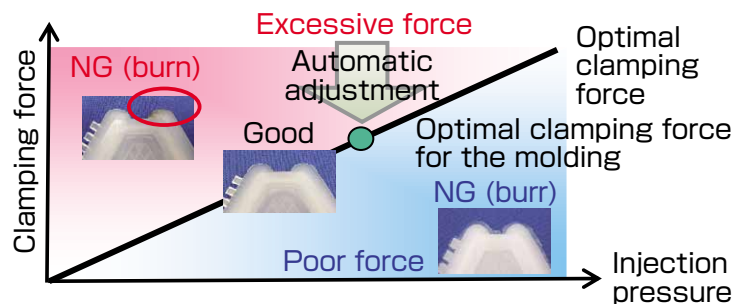 Excessive force
NG (burn)
Automatic
adjustment
Optimal
clamping
force
Clamping force
Good
Optimal clamping force
for the molding
NG (burr)
Poor force
Injection
pressure